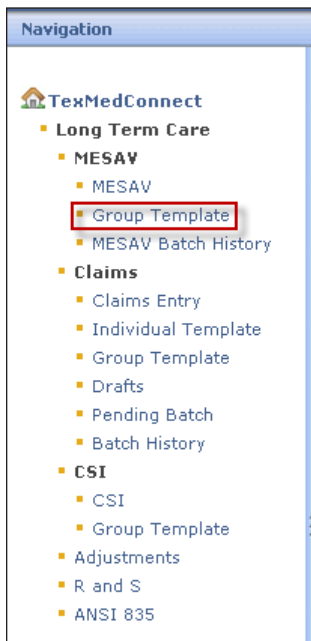 Navigation
TexMedConnect
Long Term Care
MESAV
MESAV
Group Template
MESAV Batch History
Claims
Claims Entry
Individual Template
Group Template
Drafts
Pending Batch
Batch History
CSI
CSI
Group Template
Adjustments
R and S
ANSI 835